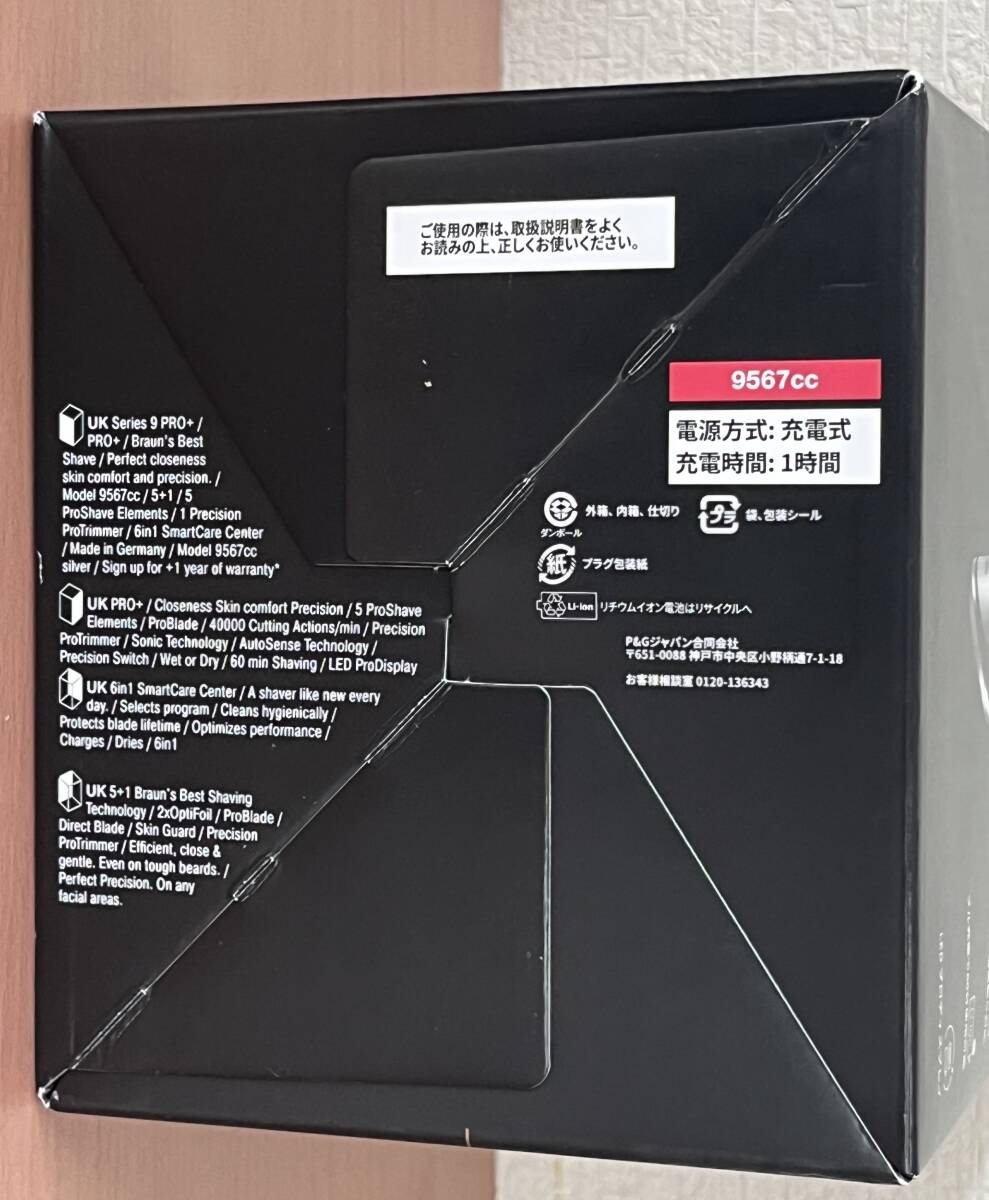 ご使用の際は、取扱説明書をよく
お読みの上、正しくお使いください。
9567cc
電源方式: 充電式
充電時間: 1時間
ダンボール
外箱、内箱、仕切り
プラ
袋、包装シール
紙
プラグ包装紙
Li-ion
リチウムイオン電池はリサイクルへ
P&Gジャパン合同会社
〒651-0088 神戸市中央区小野柄通7-1-18
お客様相談室 0120-136343
UK Series 9 PRO+ /
PRO+ / Braun's Best
Shave / Perfect closeness
skin comfort and precision. /
Model 9567cc / 5+1 / 5
ProShave Elements / 1 Precision
ProTrimmer / 6in1 SmartCare Center
/ Made in Germany / Model 9567cc
silver / Sign up for +1 year of warranty*
UK PRO+ / Closeness Skin comfort Precision / 5 ProShave
Elements / ProBlade / 40000 Cutting Actions/min / Precision
ProTrimmer / Sonic Technology / AutoSense Technology /
Precision Switch / Wet or Dry / 60 min Shaving / LED ProDisplay
UK 6in1 SmartCare Center / A shaver like new every
day. / Selects program / Cleans hygienically /
Protects blade lifetime / Optimizes performance /
Charges / Dries / 6in1
UK 5+1 Braun's Best Shaving
Technology / 2xOptiFoil / ProBlade /
Direct Blade / Skin Guard / Precision
ProTrimmer / Efficient, close &
gentle. Even on tough beards. /
Perfect Precision. On any
facial areas.